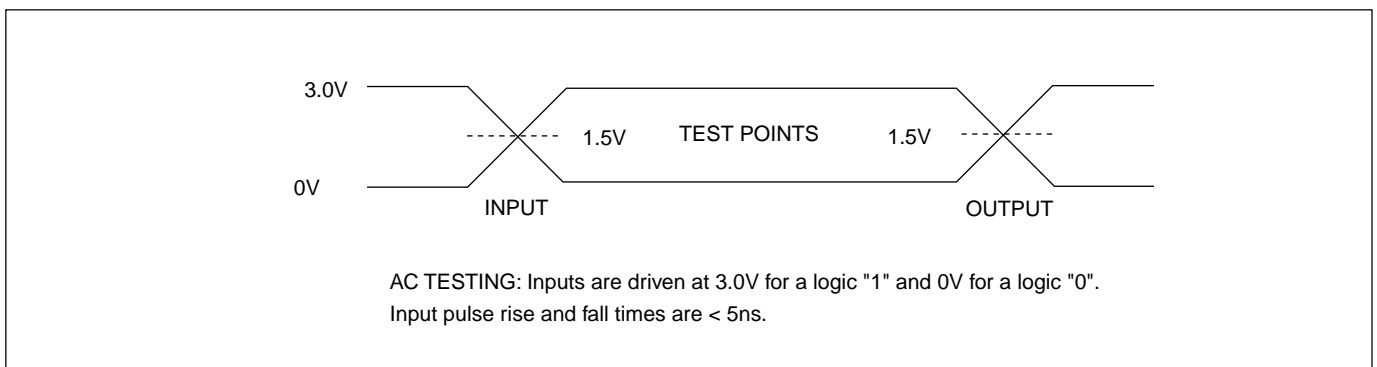 3.0V
1.5V TEST POINTS 1.5V
0V
INPUT OUTPUT
AC TESTING: Inputs are driven at 3.0V for a logic "1" and 0V for a logic "0".
Input pulse rise and fall times are < 5ns.